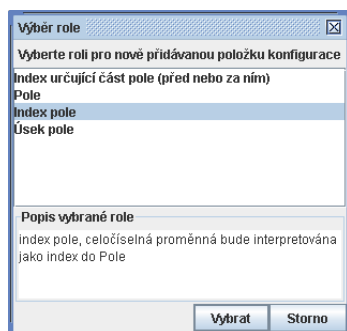 Výběr role
Vyberte roli pro nově přidávanou položku konfigurace
Index určující část pole (před nebo za ním)
Pole
Index pole
Úsek pole
Popis vybrané role
index pole, celočíselná proměnná bude interpretována
jako index do Pole
Vybrat Storno